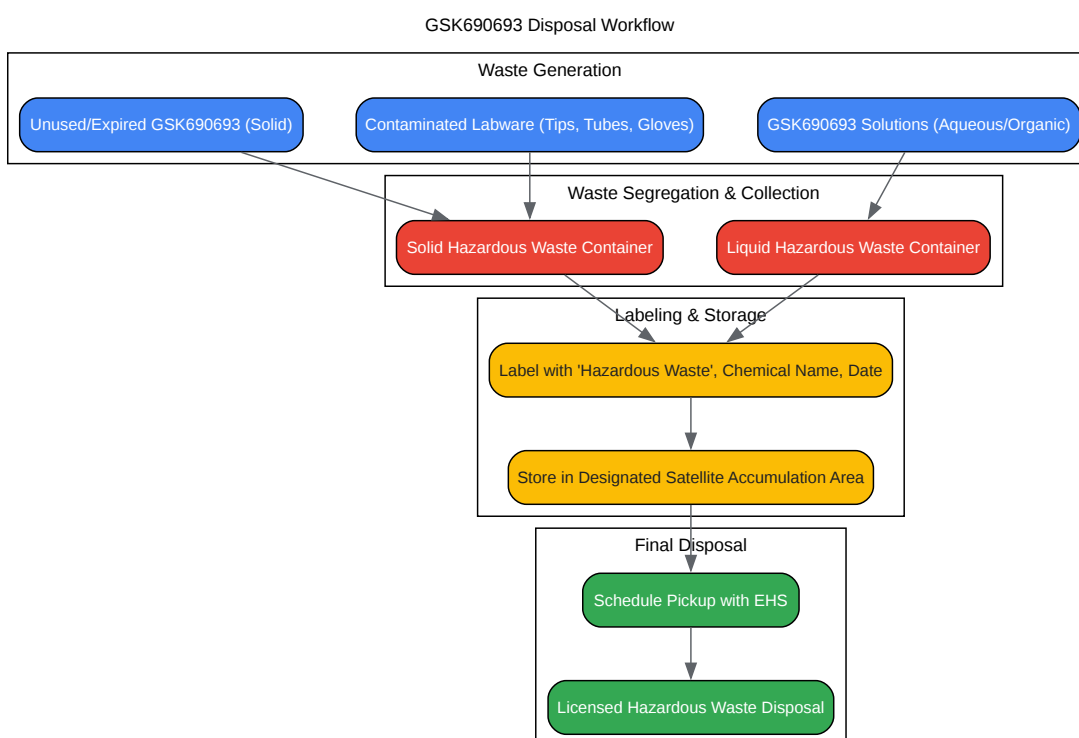 GSK690693 Disposal Workflow
Waste Generation
Unused/Expired GSK690693 (Solid)
Contaminated Labware (Tips, Tubes, Gloves)
GSK690693 Solutions (Aqueous/Organic)
Waste Segregation & Collection
Solid Hazardous Waste Container
Liquid Hazardous Waste Container
Labeling & Storage
Label with 'Hazardous Waste', Chemical Name, Date
Store in Designated Satellite Accumulation Area
Final Disposal
Schedule Pickup with EHS
Licensed Hazardous Waste Disposal